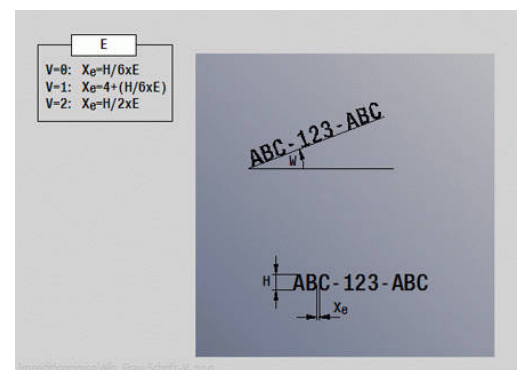 E
V=0: Xe=H/6xE
V=1: Xe=4+(H/6xE)
V=2: Xe=H/2xE
ABC-123-ABC
W
H
ABC-123-ABC
Xe